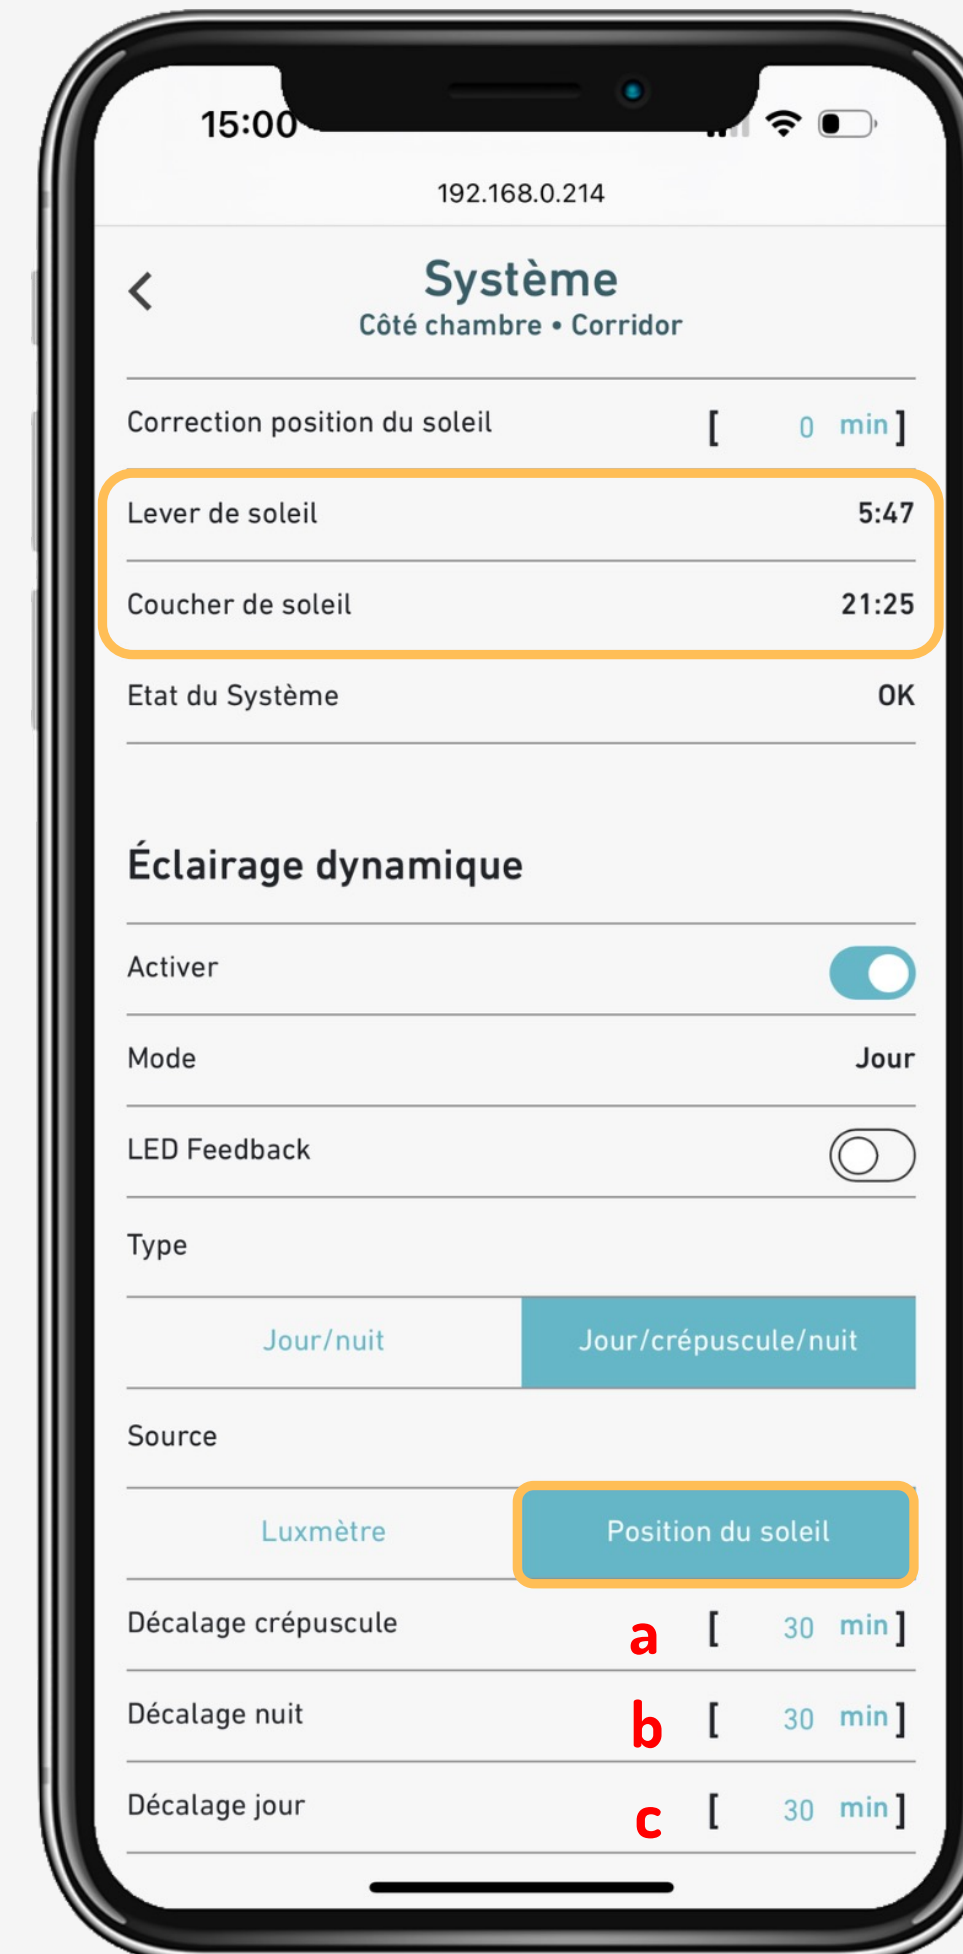 15:00
192.168.0.214
Système
Côté chambre • Corridor
Correction position du soleil [ 0 min ]
Lever de soleil 5:47
Coucher de soleil 21:25
Etat du Système OK
Éclairage dynamique
Activer
Mode Jour
LED Feedback
Type
Jour/nuit Jour/crépuscule/nuit
Source
Luxmètre Position du soleil
Décalage crépuscule a [ 30 min ]
Décalage nuit b [ 30 min ]
Décalage jour c [ 30 min ]